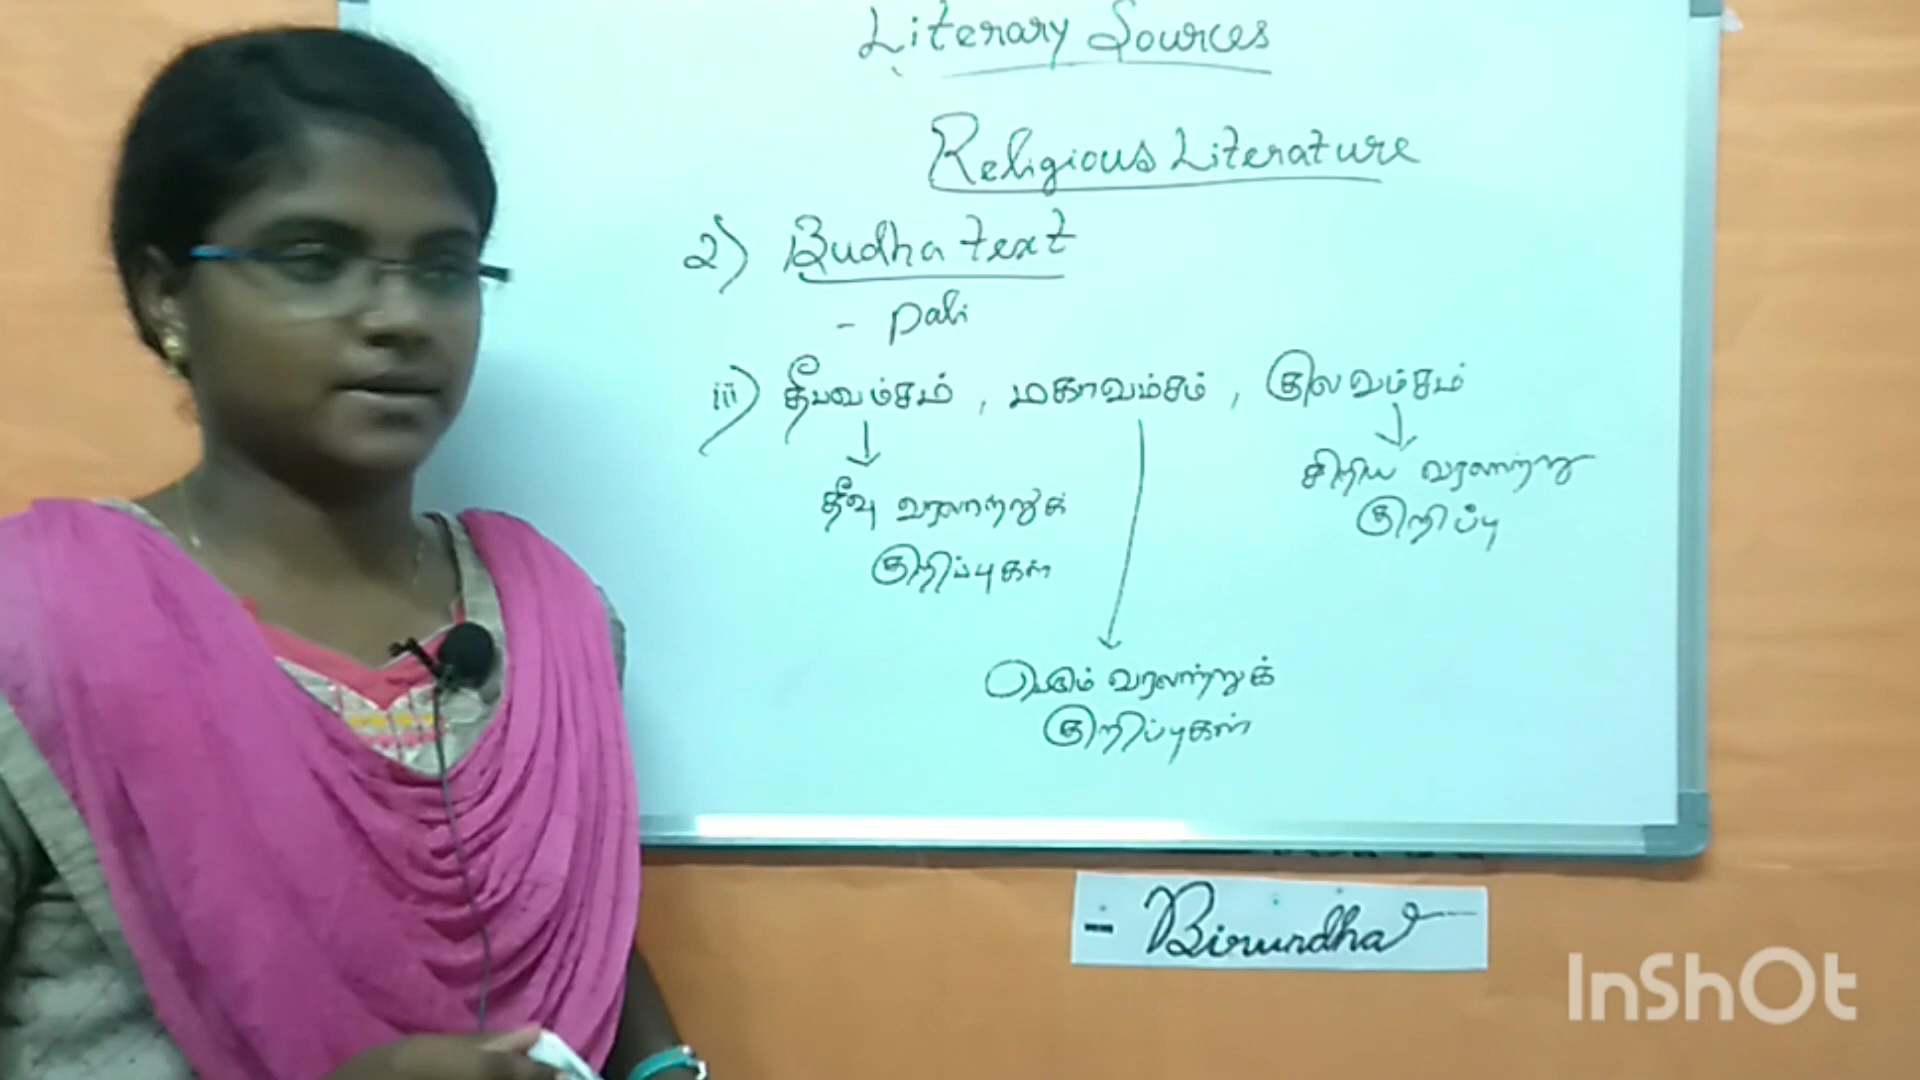 Literary Sources
Religious Literature
2) Budha text
- pali
iii) தீபவம்சம் , மகாவம்சம் , குலவம்சம்
தீவு வரலாற்றுக்
குறிப்புகள்
சிறிய வரலாற்று
குறிப்பு
பெரும் வரலாற்றுக்
குறிப்புகள்
- Birundha
InShOt